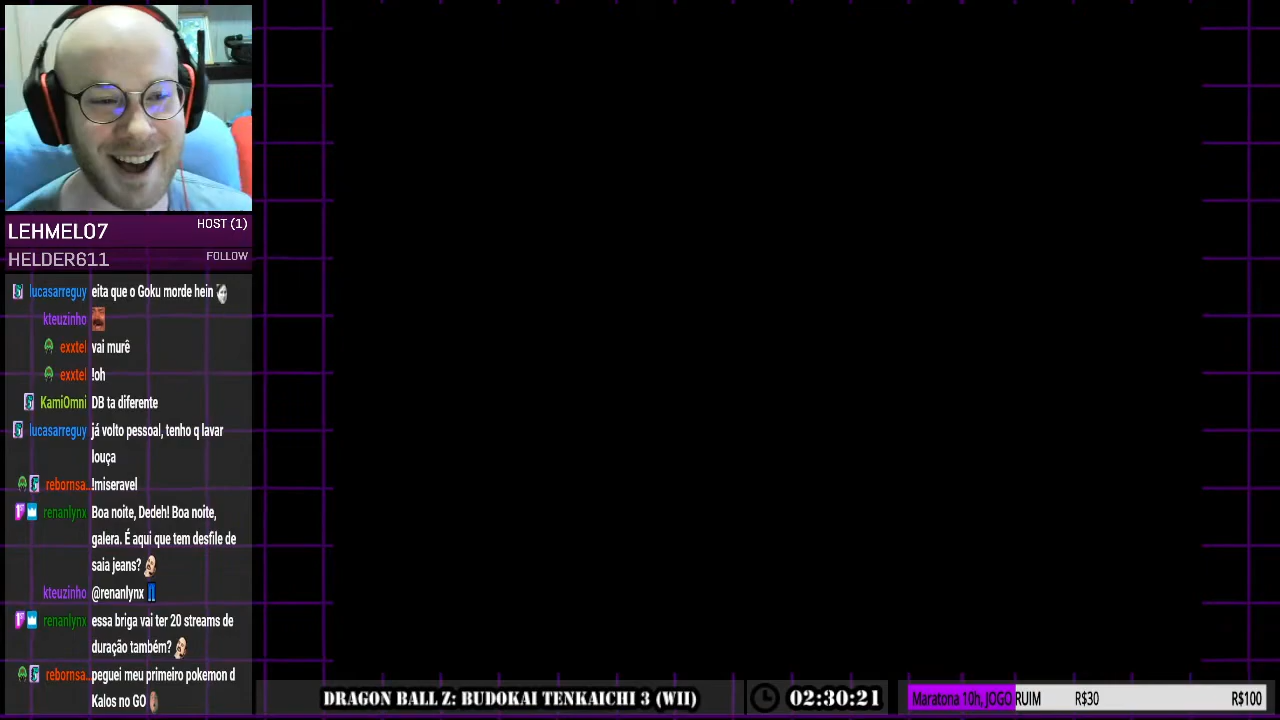 LEHMEL07 HOST (1)
HELDER611 FOLLOW
lucasarreguy eita que o Goku morde hein
kteuzinho
exxtel vai murê
exxtel !oh
KamiOmni DB ta diferente
lucasarreguy já volto pessoal, tenho q lavar
louça
rebornsa.. !miseravel
renanlynx Boa noite, Dedeh! Boa noite,
galera. É aqui que tem desfile de
saia jeans?
kteuzinho @renanlynx
renanlynx essa briga vai ter 20 streams de
duração também?
rebornsa.. peguei meu primeiro pokemon d
Kalos no GO
DRAGON BALL Z: BUDOKAI TENKAICHI 3 (WII)
02:30:21
Maratona 10h, JOGO RUIM R$30 R$100